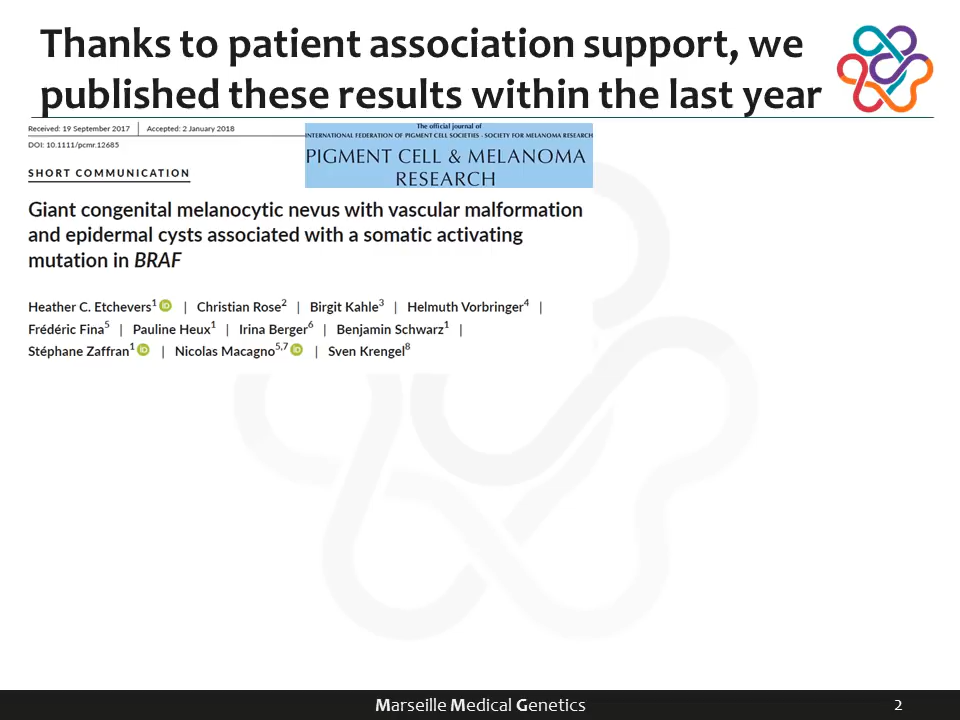 Thanks to patient association support, we
published these results within the last year
Received: 19 September 2017 | Accepted: 2 January 2018
DOI: 10.1111/pcmr.12685
The official journal of
INTERNATIONAL FEDERATION OF PIGMENT CELL SOCIETIES · SOCIETY FOR MELANOMA RESEARCH
PIGMENT CELL & MELANOMA
RESEARCH
SHORT COMMUNICATION
Giant congenital melanocytic nevus with vascular malformation
and epidermal cysts associated with a somatic activating
mutation in BRAF
Heather C. Etchevers1 iD | Christian Rose2 | Birgit Kahle3 | Helmuth Vorbringer4 |
Frédéric Fina5 | Pauline Heux1 | Irina Berger6 | Benjamin Schwarz1 |
Stéphane Zaffran1 iD | Nicolas Macagno5,7 iD | Sven Krengel8
Marseille Medical Genetics
2